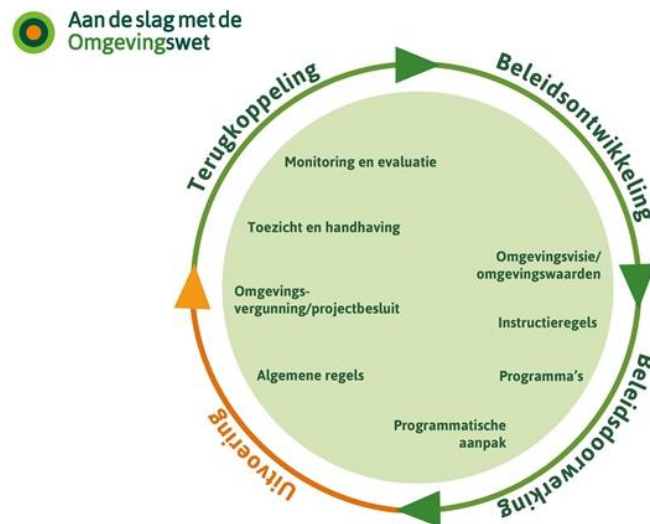 Aan de slag met de
Omgevingswet
Terugkoppeling
Beleidsontwikkeling
Monitoring en evaluatie
Toezicht en handhaving
Omgevingsvisie/
omgevingswaarden
Omgevings-
vergunning/projectbesluit
Instructieregels
Algemene regels
Programma's
Programmatische
aanpak
Uitvoering
Beleidsdoorwerking